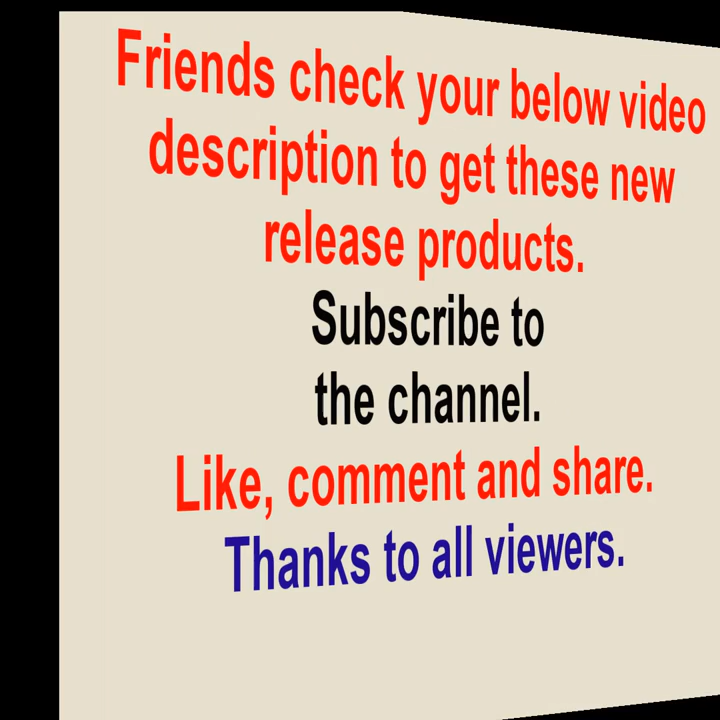 Friends check your below video
description to get these new
release products.
Subscribe to
the channel.
Like, comment and share.
Thanks to all viewers.